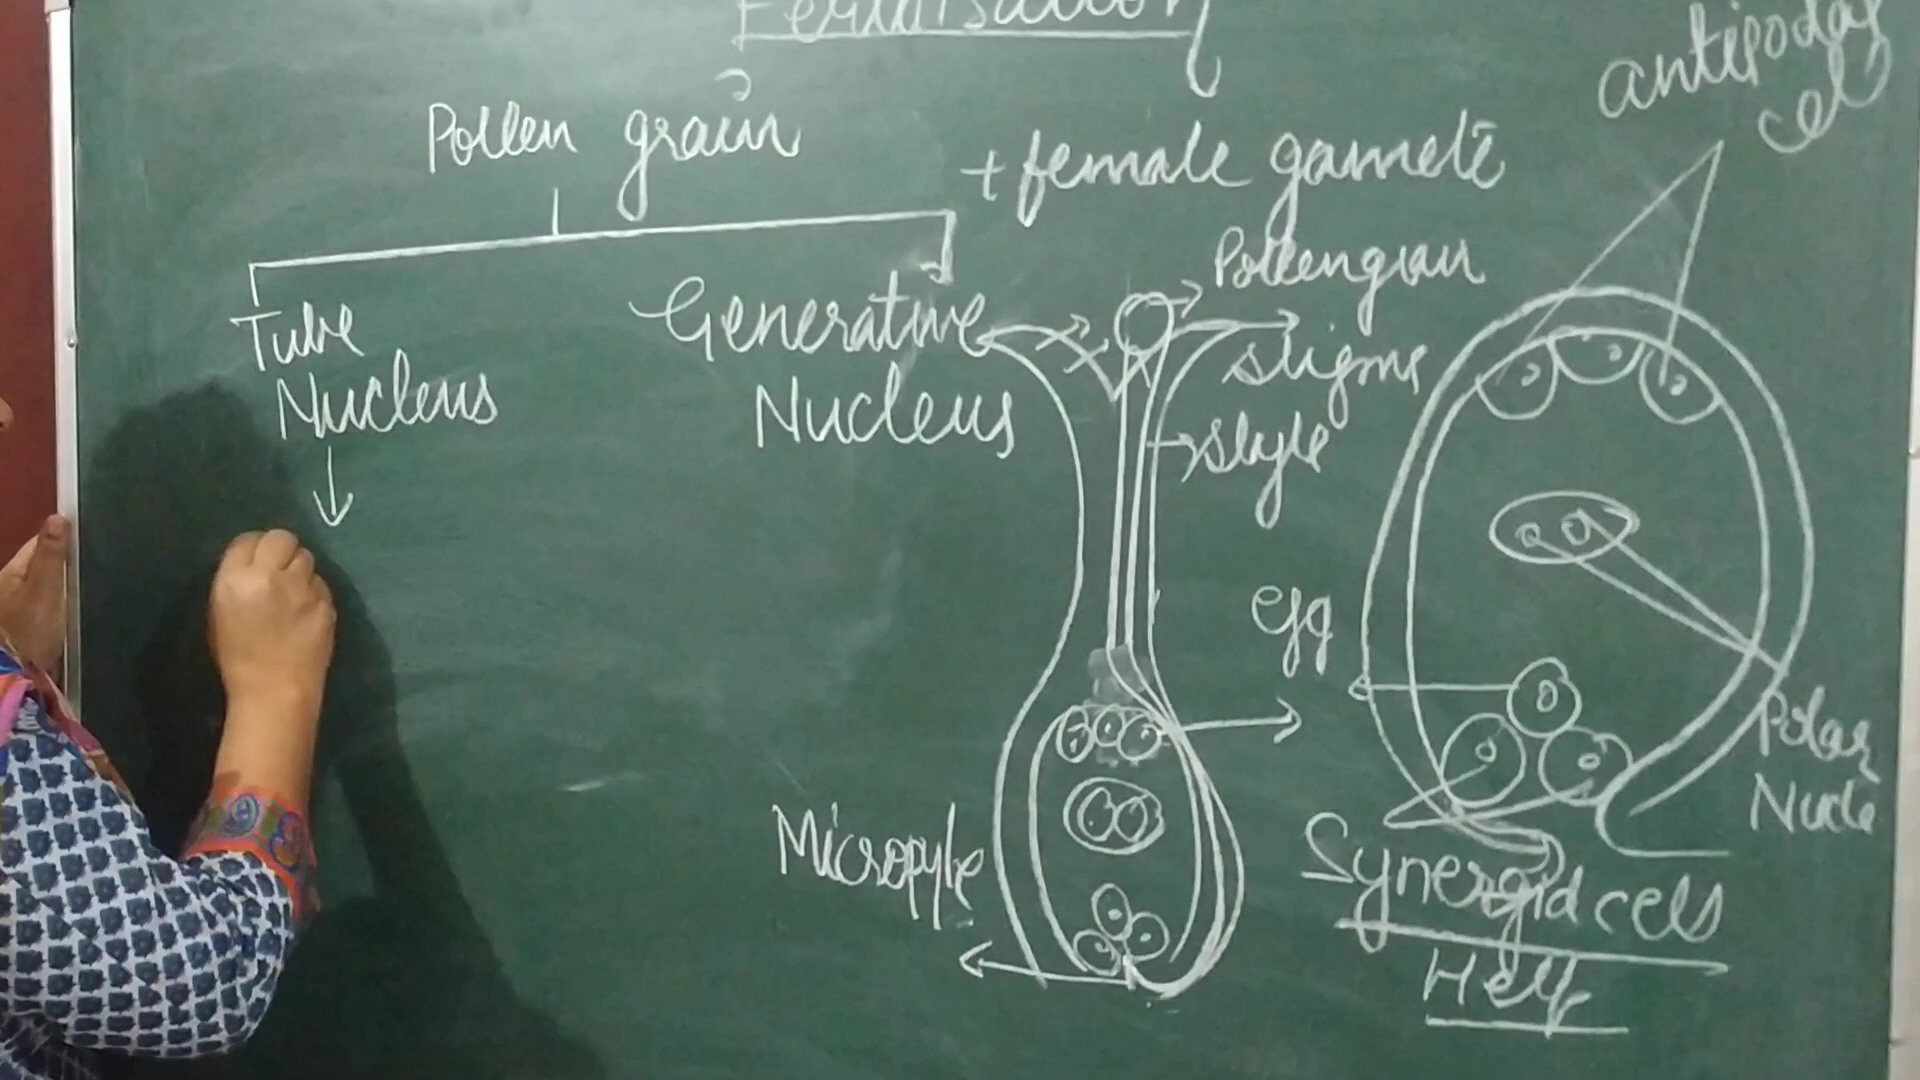 Fertilisation
Pollen grain
+ female gamete
Tube
Nucleus
Generative
Nucleus
Pollengrain
stigma
style
egg
Micropyle
antipodal
cell
Polar
Nucle
Synergid cells
Help